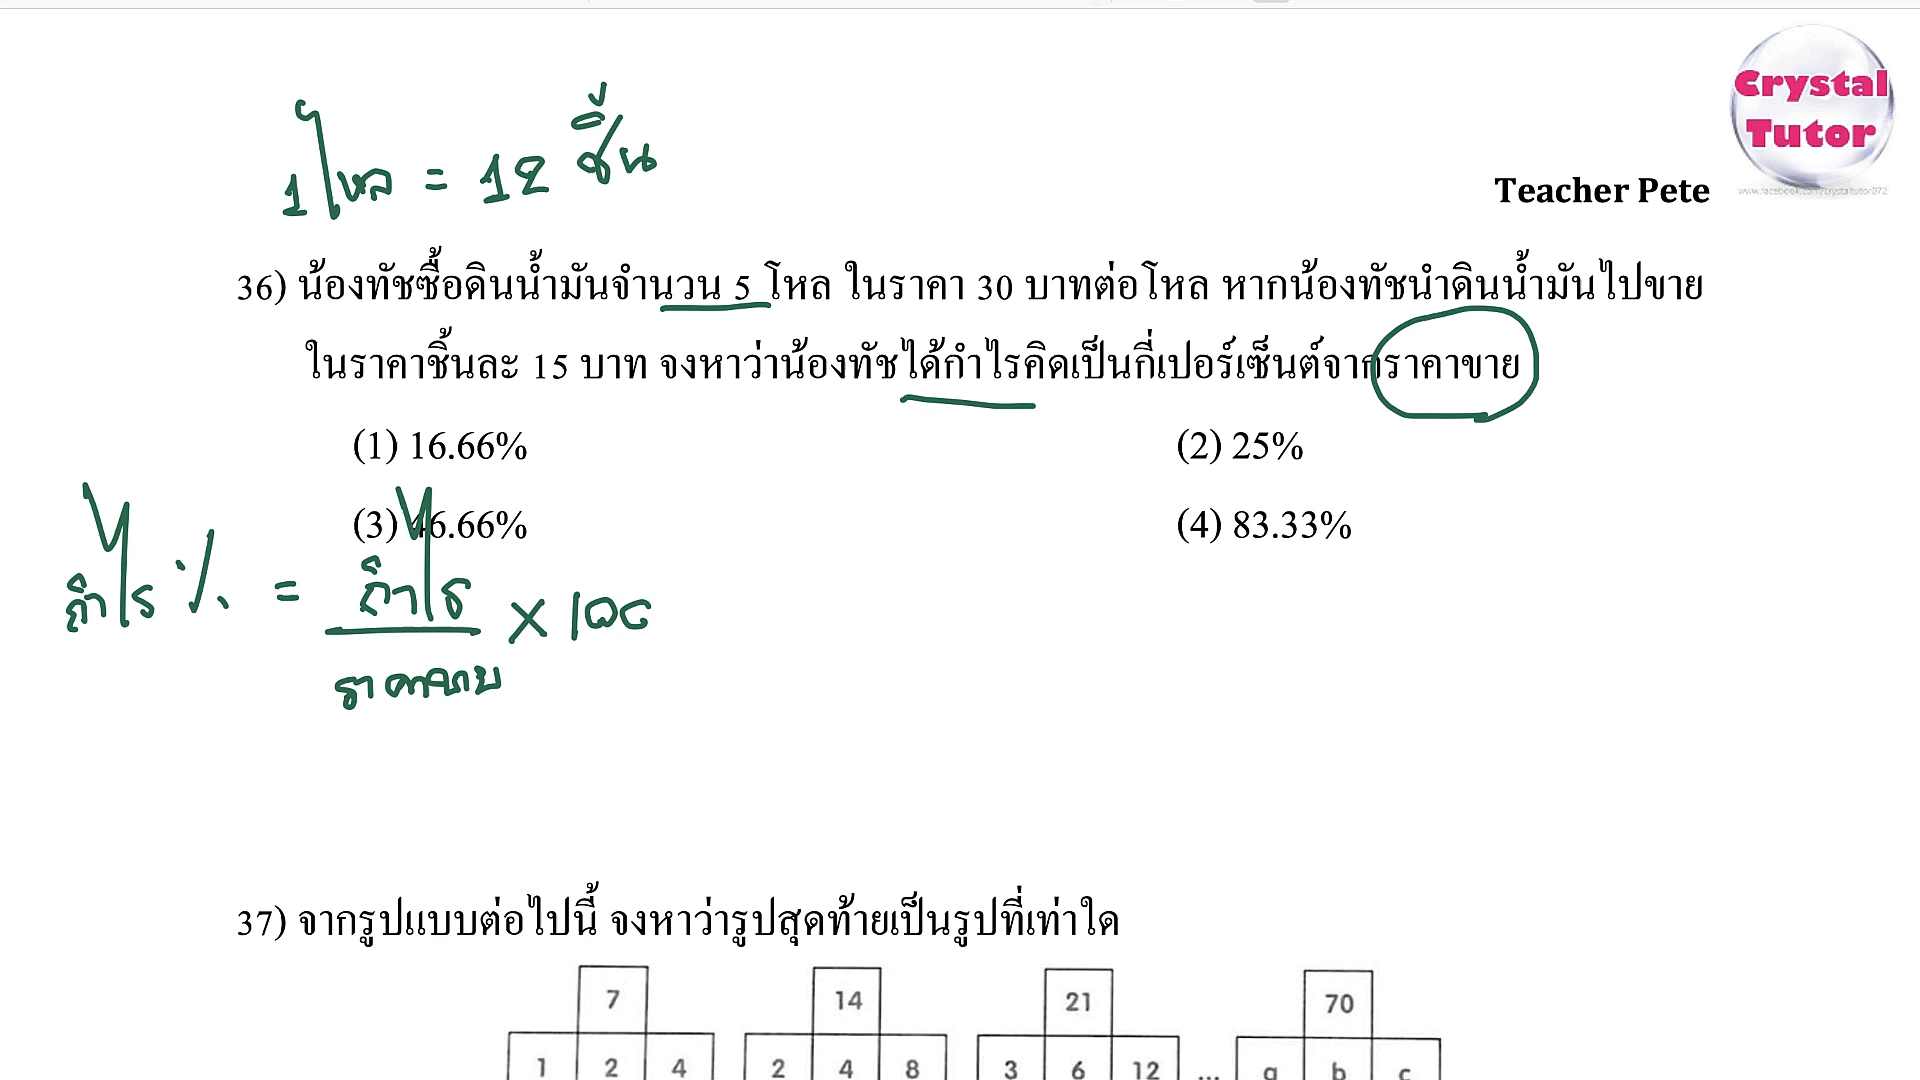 Crystal
Tutor
www.facebook.com/crystaltutor072
Teacher Pete
1 โหล = 12 ชิ้น
36) น้องทัชซื้อดินน้ำมันจำนวน 5 โหล ในราคา 30 บาทต่อโหล หากน้องทัชนำดินน้ำมันไปขาย
ในราคาชิ้นละ 15 บาท จงหาว่าน้องทัชได้กำไรคิดเป็นกี่เปอร์เซ็นต์จากราคาขาย
(1) 16.66% (2) 25%
(3) 46.66% (4) 83.33%
กำไร % = กำไร × 100
ราคาขาย
37) จากรูปแบบต่อไปนี้ จงหาว่ารูปสุดท้ายเป็นรูปที่เท่าใด
7 14 21 70
1 2 4 2 4 8 3 6 12 ... a b c